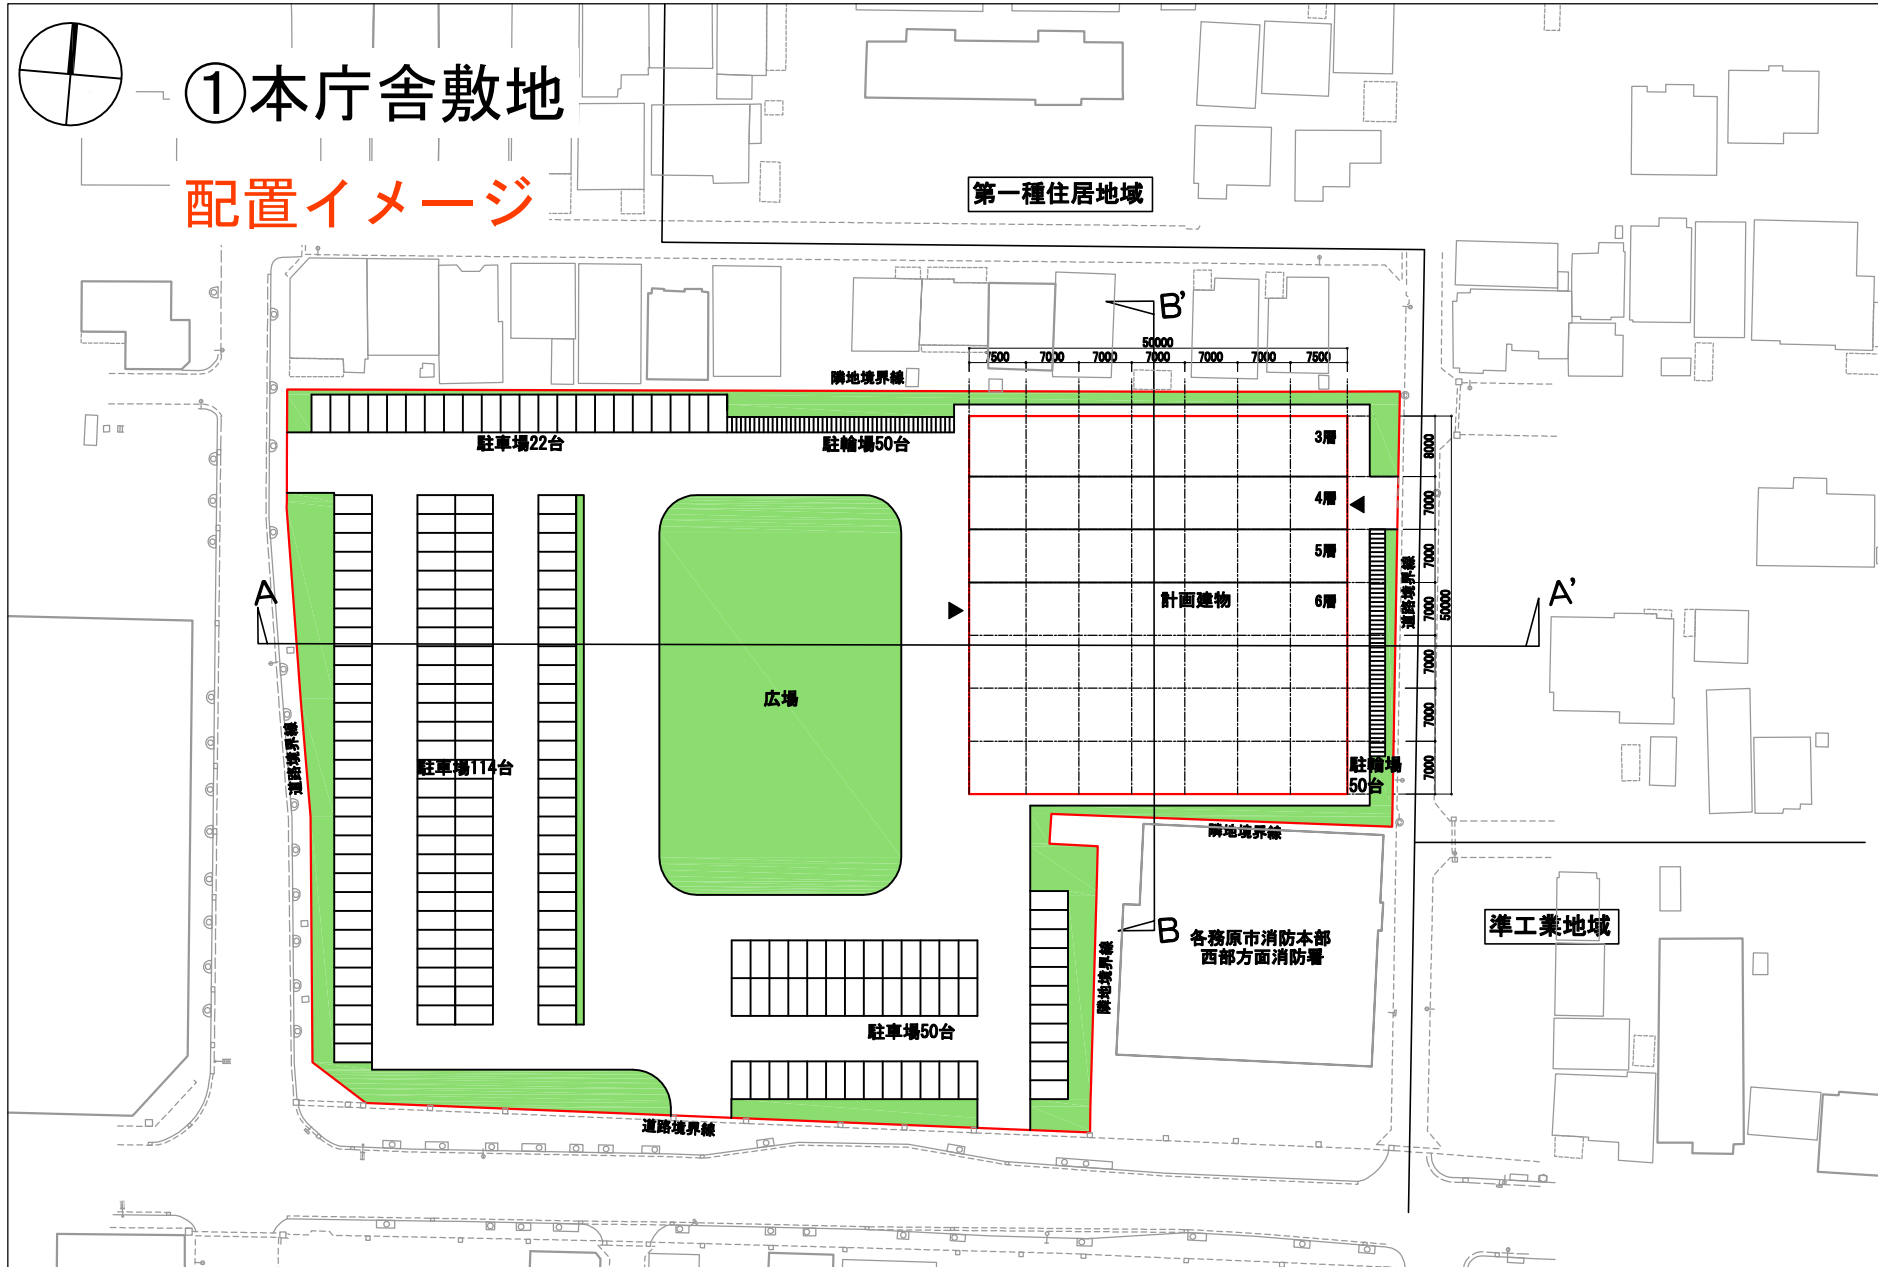 ①本庁舎敷地
配置イメージ
第一種住居地域
B'
50000
7500 7000 7000 7000 7000 7000 7500
隣地境界線
駐車場22台
駐輪場50台
3層
8000
4層
7000
5層
7000
道路境界線
A
計画建物
6層
7000
50000
A'
7000
広場
7000
道路境界線
駐車場114台
7000
駐輪場
50台
隣地境界線
B
各務原市消防本部
西部方面消防署
準工業地域
隣地境界線
駐車場50台
道路境界線